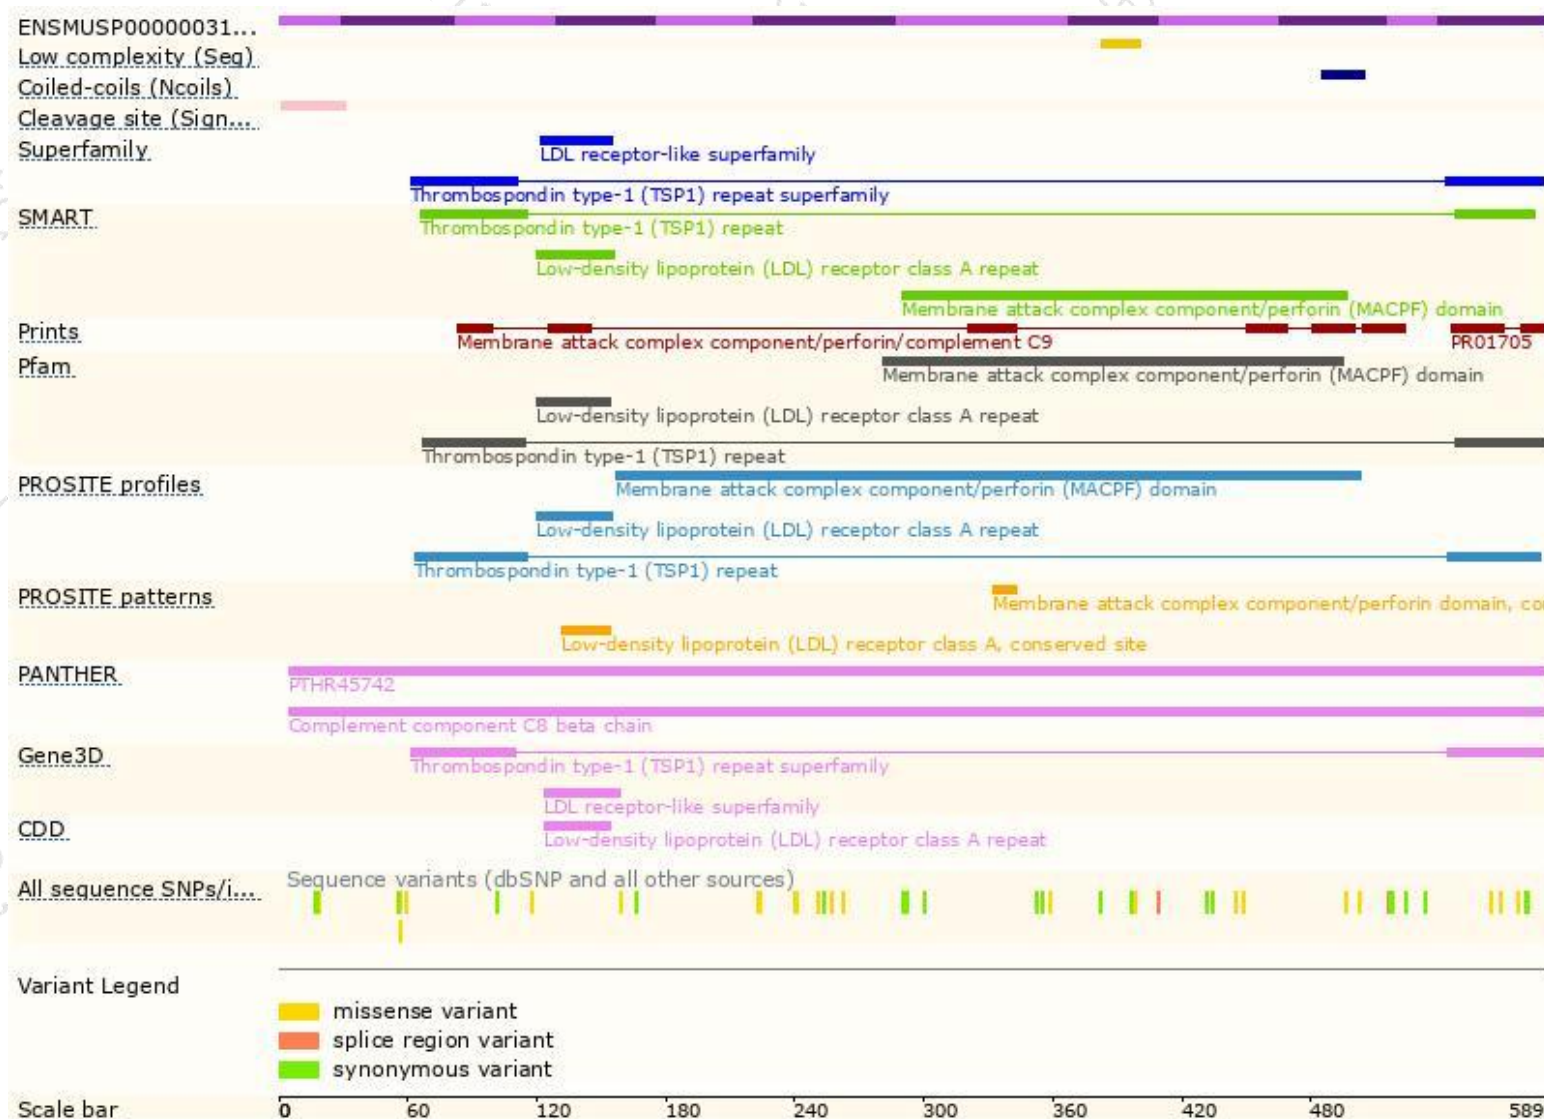 ENSMUSP00000031...
Low complexity (Seg)
Coiled-coils (Ncoils)
Cleavage site (Sign...
Superfamily
LDL receptor-like superfamily
Thrombospondin type-1 (TSP1) repeat superfamily
SMART
Thrombospondin type-1 (TSP1) repeat
Low-density lipoprotein (LDL) receptor class A repeat
Membrane attack complex component/perforin (MACPF) domain
Prints
Membrane attack complex component/perforin/complement C9
PR01705
Pfam
Membrane attack complex component/perforin (MACPF) domain
Low-density lipoprotein (LDL) receptor class A repeat
Thrombospondin type-1 (TSP1) repeat
PROSITE profiles
Membrane attack complex component/perforin (MACPF) domain
Low-density lipoprotein (LDL) receptor class A repeat
Thrombospondin type-1 (TSP1) repeat
PROSITE patterns
Membrane attack complex component/perforin domain, co
Low-density lipoprotein (LDL) receptor class A, conserved site
PANTHER
PTHR45742
Complement component C8 beta chain
Gene3D
Thrombospondin type-1 (TSP1) repeat superfamily
LDL receptor-like superfamily
CDD
Low-density lipoprotein (LDL) receptor class A repeat
All sequence SNPs/i...
Sequence variants (dbSNP and all other sources)
Variant Legend
missense variant
splice region variant
synonymous variant
Scale bar 0 60 120 180 240 300 360 420 480 589